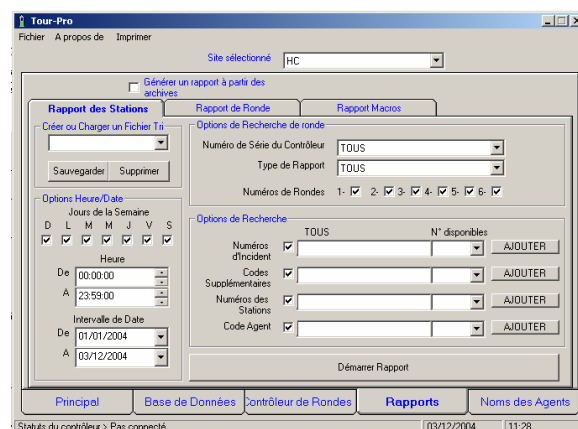 Tour-Pro
Fichier A propos de Imprimer
Site sélectionné HC
Générer un rapport à partir des
archives
Rapport des Stations Rapport de Ronde Rapport Macros
Créer ou Charger un Fichier Tri
Sauvegarder Supprimer
Options Heure/Date
Jours de la Semaine
D L M M J V S
Heure
De 00:00:00
A 23:59:00
Intervalle de Date
De 01/01/2004
A 03/12/2004
Options de Recherche de ronde
Numéro de Série du Contrôleur TOUS
Type de Rapport TOUS
Numéros de Rondes 1- 2- 3- 4- 5- 6-
Options de Recherche
TOUS N° disponibles
Numéros
d'Incident AJOUTER
Codes
Supplémentaires AJOUTER
Numéros des
Stations AJOUTER
Code Agent AJOUTER
Démarrer Rapport
Principal Base de Données Contrôleur de Rondes Rapports Noms des Agents
Statuts du contrôleur > Pas connecté 03/12/2004 11:28